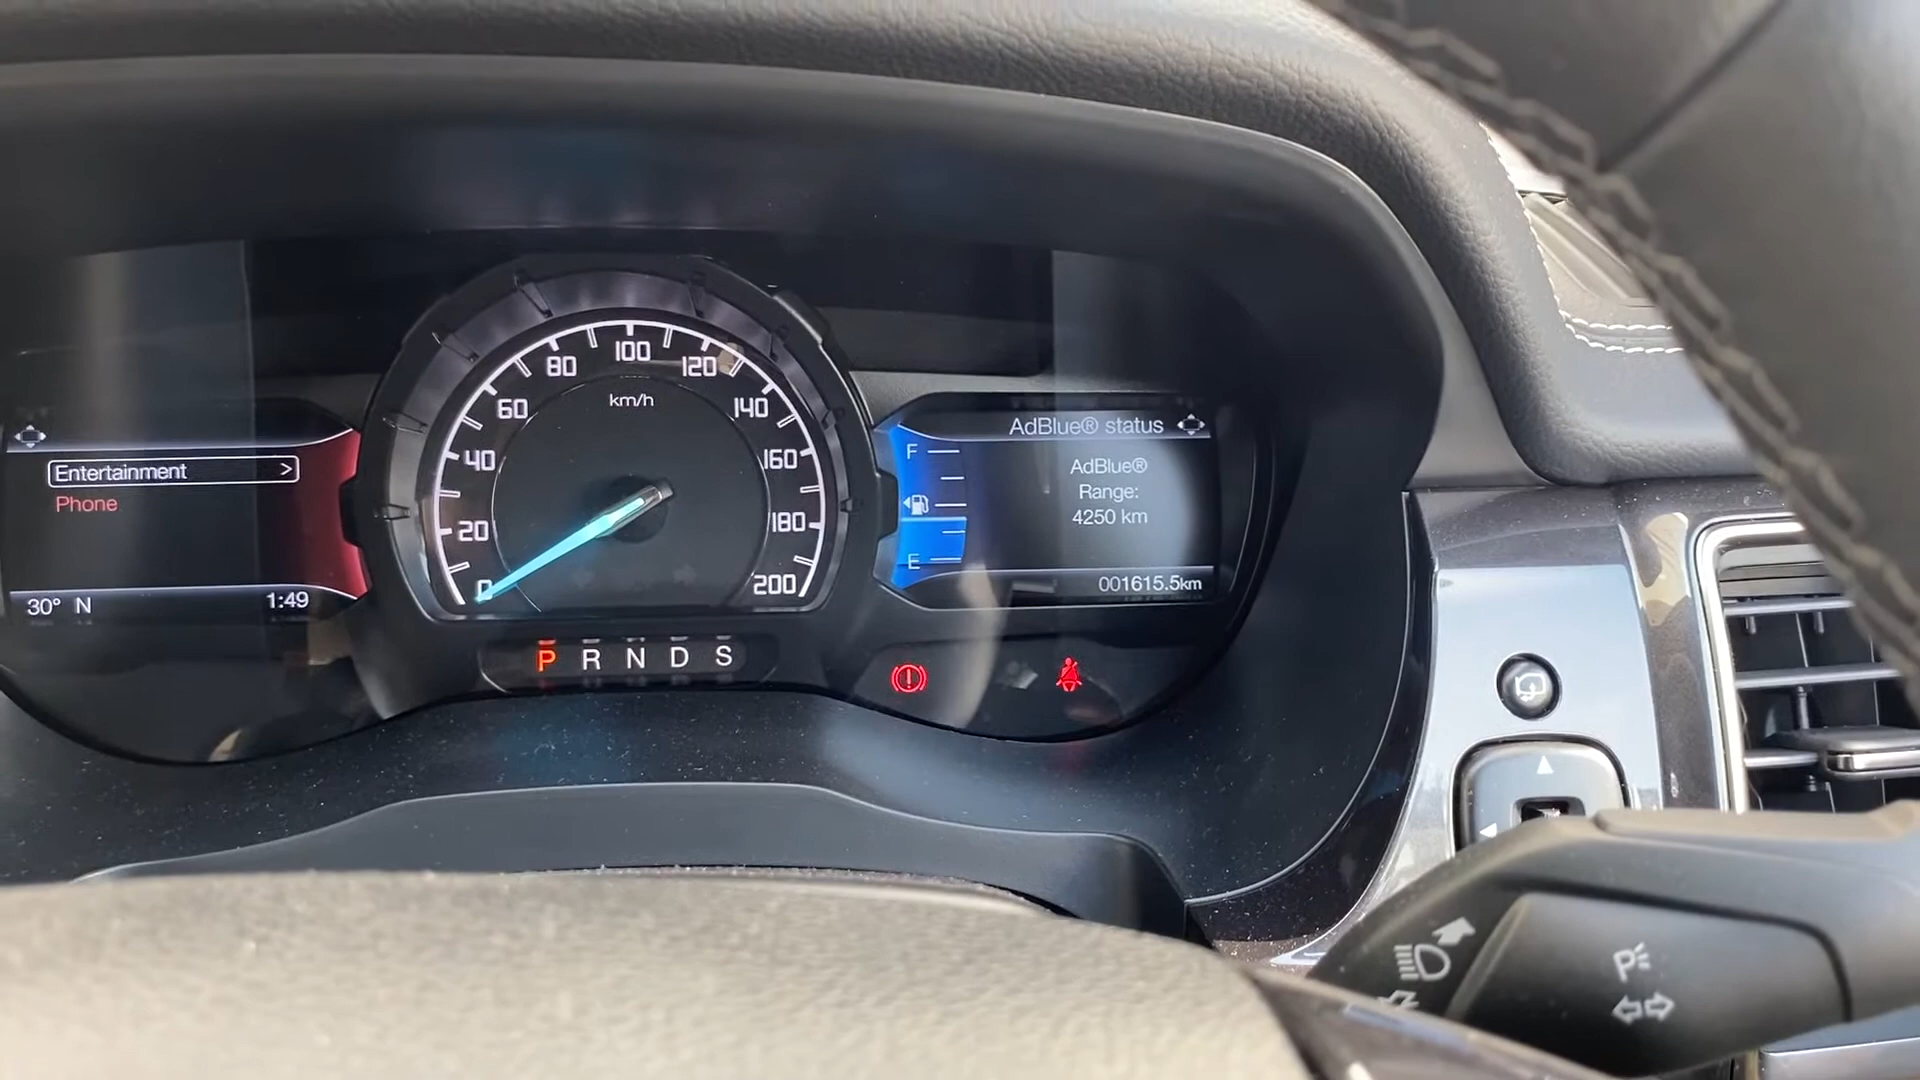 Entertainment >
Phone
30° N
1:49
0
20
40
60
80
100
120
140
160
180
200
km/h
P R N D S
F
E
AdBlue® status
AdBlue®
Range:
4250 km
001615.5km
P